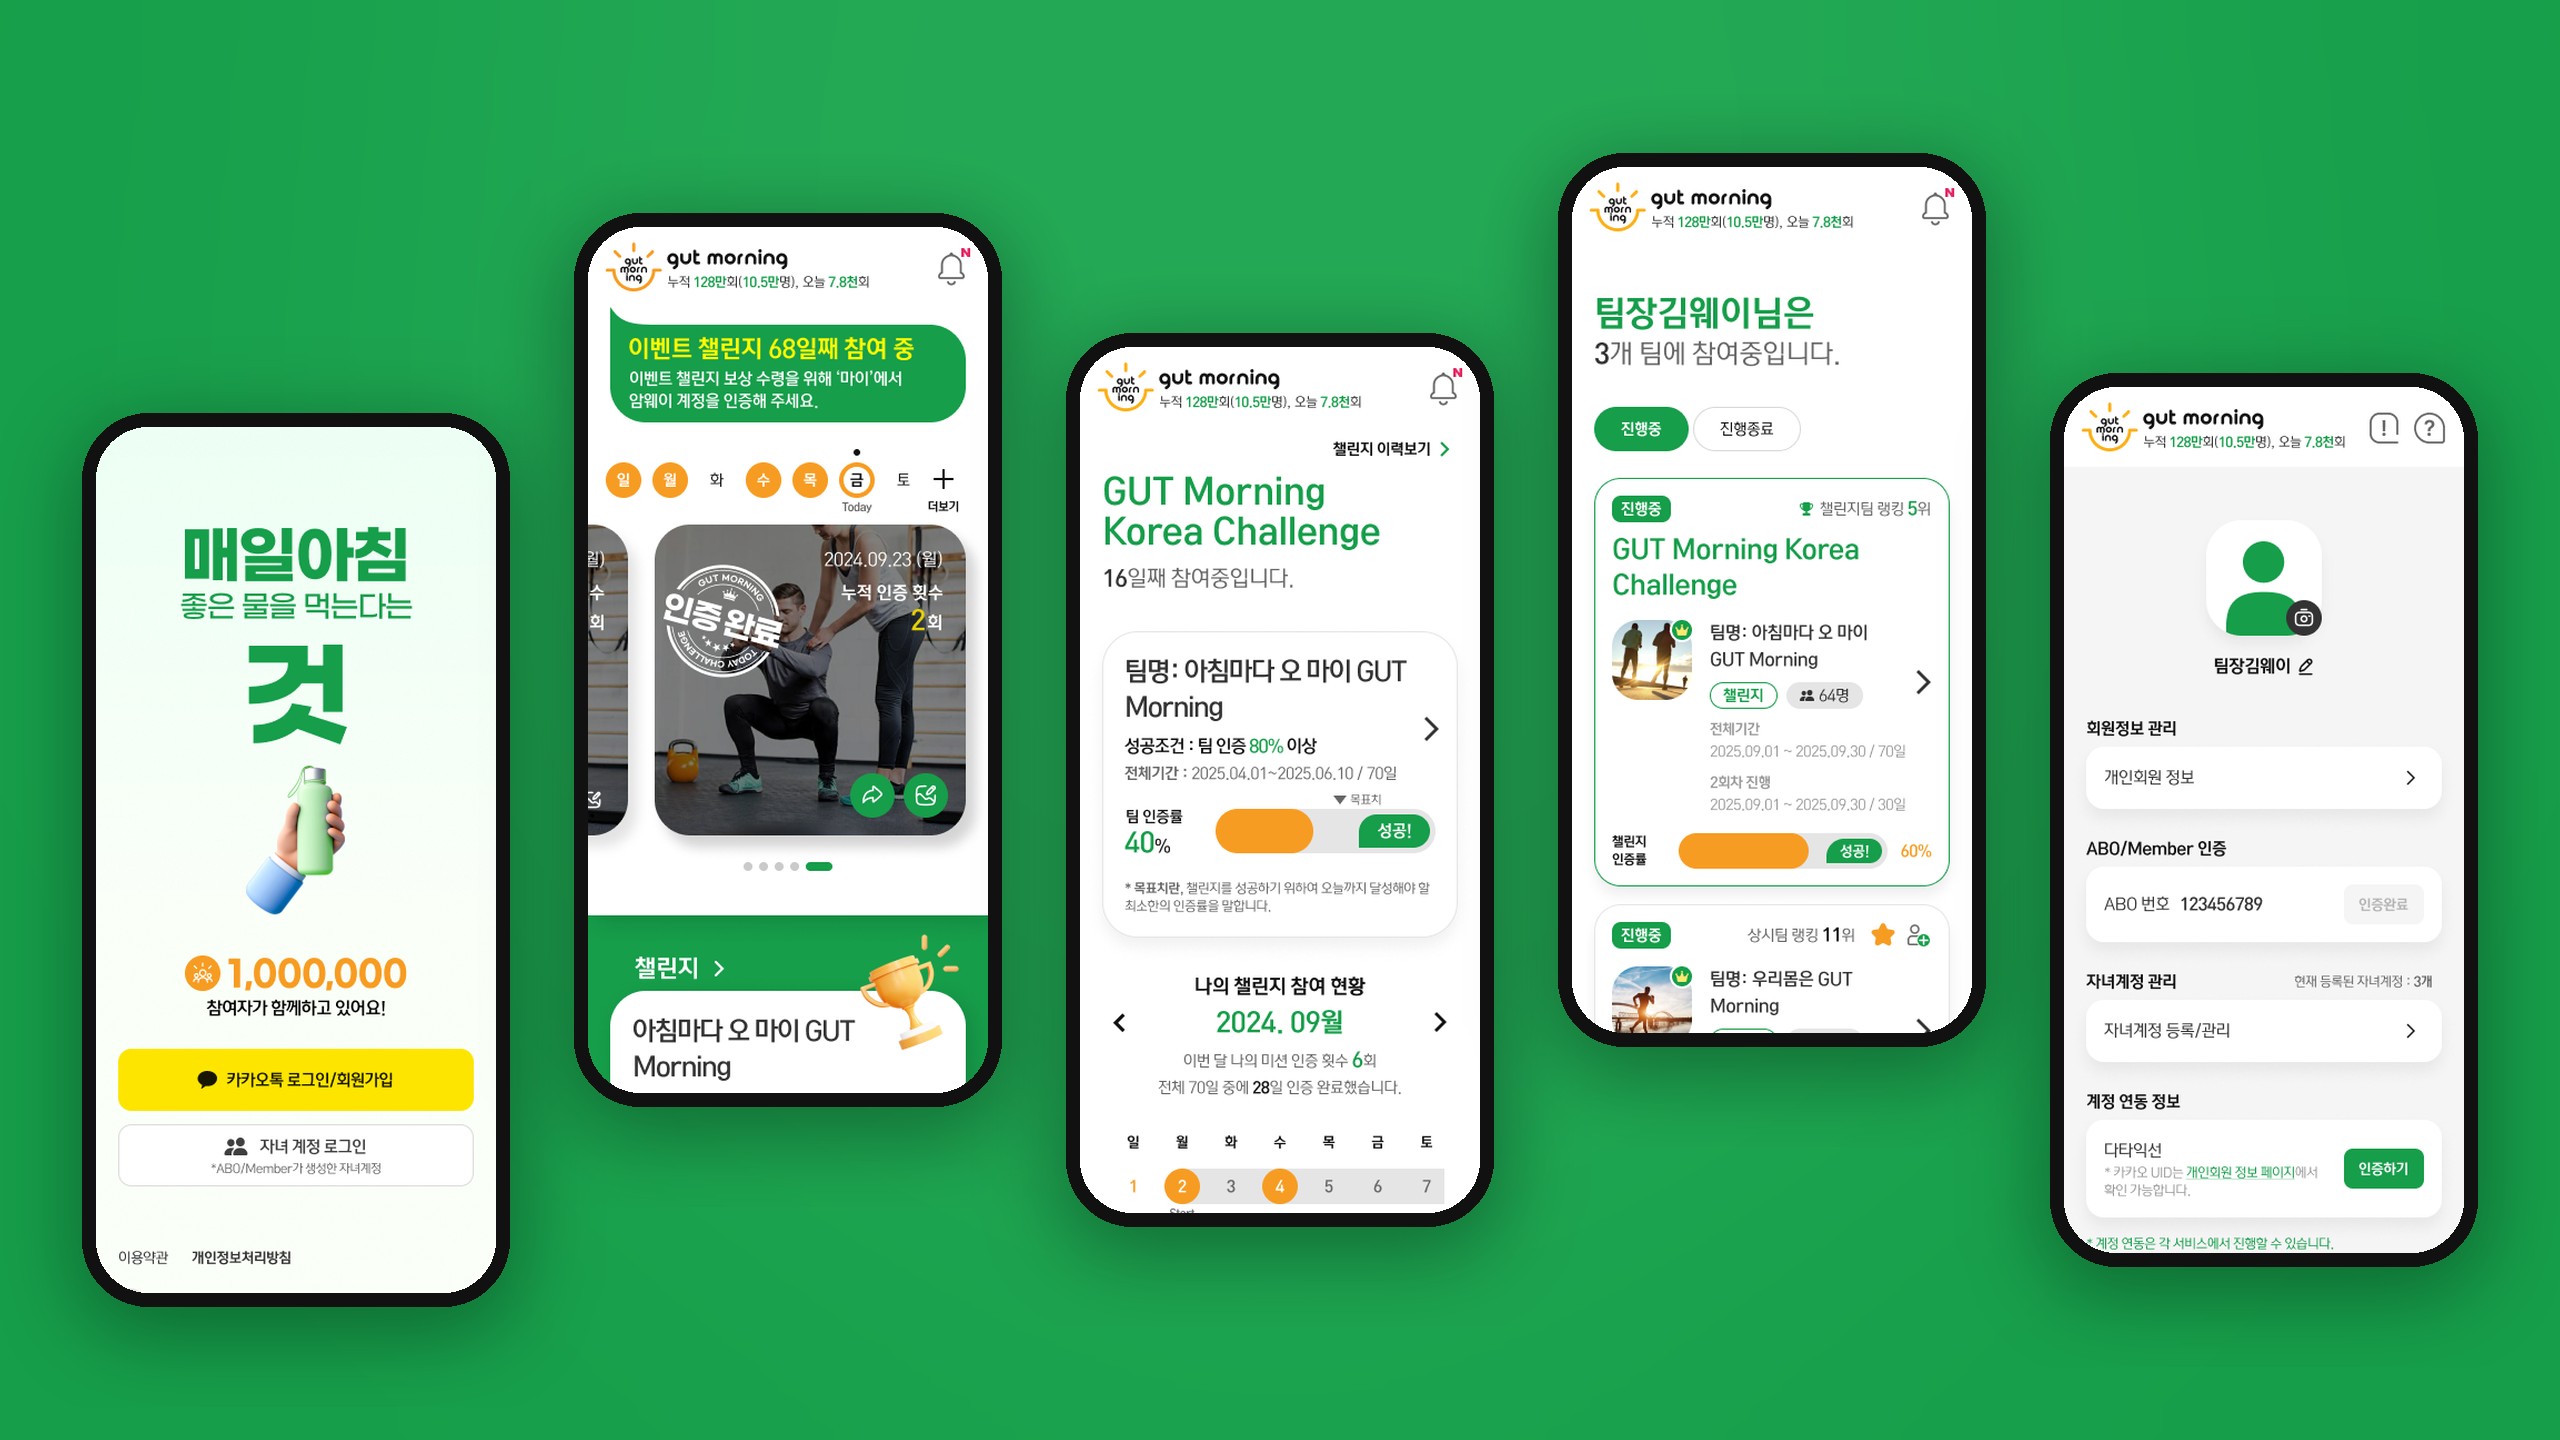 매일아침
좋은 물을 먹는다는
것
1,000,000
참여자가 함께하고 있어요!
카카오톡 로그인/회원가입
자녀 계정 로그인
*ABO/Member가 생성한 자녀계정
이용약관 개인정보처리방침
gut morning
gut morning
누적 128만회(10.5만명), 오늘 7.8천회
N
이벤트 챌린지 68일째 참여 중
이벤트 챌린지 보상 수령을 위해 ‘마이’에서
암웨이 계정을 인증해 주세요.
일 월 화 수 목 금 토
Today 더보기
월)
수
회
2024.09.23 (월)
누적 인증 횟수
2회
GUT MORNING
인증 완료
TODAY CHALLENGE
챌린지
아침마다 오 마이 GUT
Morning
gut morning
gut morning
누적 128만회(10.5만명), 오늘 7.8천회
N
챌린지 이력보기
GUT Morning
Korea Challenge
16일째 참여중입니다.
팀명: 아침마다 오 마이 GUT
Morning
성공조건 : 팀 인증 80% 이상
전체기간 : 2025.04.01~2025.06.10 / 70일
목표치
팀 인증률
40%
성공!
* 목표치란, 챌린지를 성공하기 위하여 오늘까지 달성해야 할
최소한의 인증률을 말합니다.
나의 챌린지 참여 현황
2024. 09월
이번 달 나의 미션 인증 횟수 6회
전체 70일 중에 28일 인증 완료했습니다.
일 월 화 수 목 금 토
1 2 3 4 5 6 7
Start
gut morning
gut morning
누적 128만회(10.5만명), 오늘 7.8천회
N
팀장김웨이님은
3개 팀에 참여중입니다.
진행중 진행종료
진행중 챌린지팀 랭킹 5위
GUT Morning Korea
Challenge
팀명: 아침마다 오 마이
GUT Morning
챌린지 64명
전체기간
2025.09.01 ~ 2025.09.30 / 70일
2회차 진행
2025.09.01 ~ 2025.09.30 / 30일
챌린지
인증률
성공! 60%
진행중 상시팀 랭킹 11위
팀명: 우리몸은 GUT
Morning
gut morning
gut morning
누적 128만회(10.5만명), 오늘 7.8천회
팀장김웨이
회원정보 관리
개인회원 정보
ABO/Member 인증
ABO 번호 123456789 인증완료
자녀계정 관리 현재 등록된 자녀계정 : 3개
자녀계정 등록/관리
계정 연동 정보
다타익선
* 카카오 UID는 개인회원 정보 페이지에서
확인 가능합니다.
인증하기
* 계정 연동은 각 서비스에서 진행할 수 있습니다.